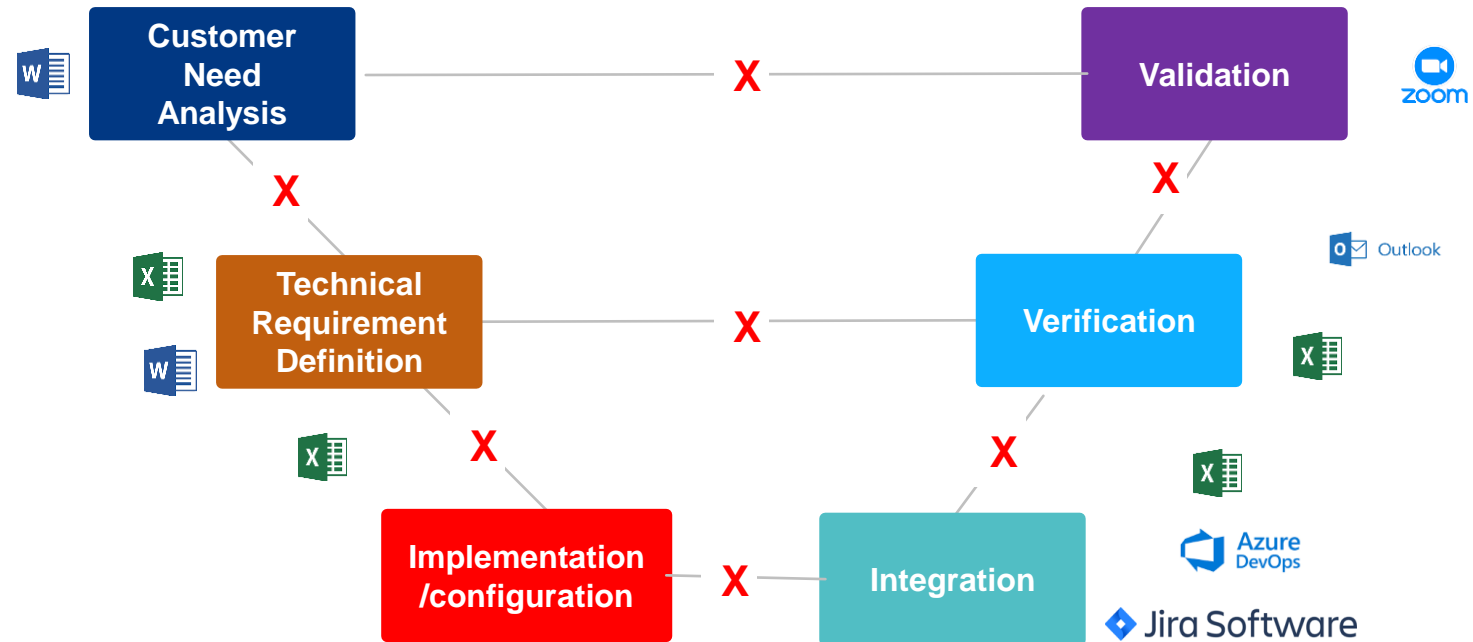 Customer
Need
Analysis
X
Validation
W
zoom
X
X
X
Technical
Requirement
Definition
W
X
Verification
O Outlook
X
X
X
X
X
Implementation
/configuration
X
Integration
Azure
DevOps
Jira Software